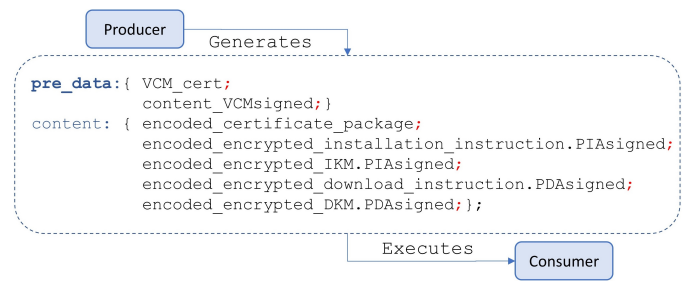 Producer
Generates
pre_data:{ VCM_cert;
content_VCMsigned;}
content: { encoded_certificate_package;
encoded_encrypted_installation_instruction.PIAsigned;
encoded_encrypted_IKM.PIAsigned;
encoded_encrypted_download_instruction.PDAsigned;
encoded_encrypted_DKM.PDAsigned;};
Executes
Consumer